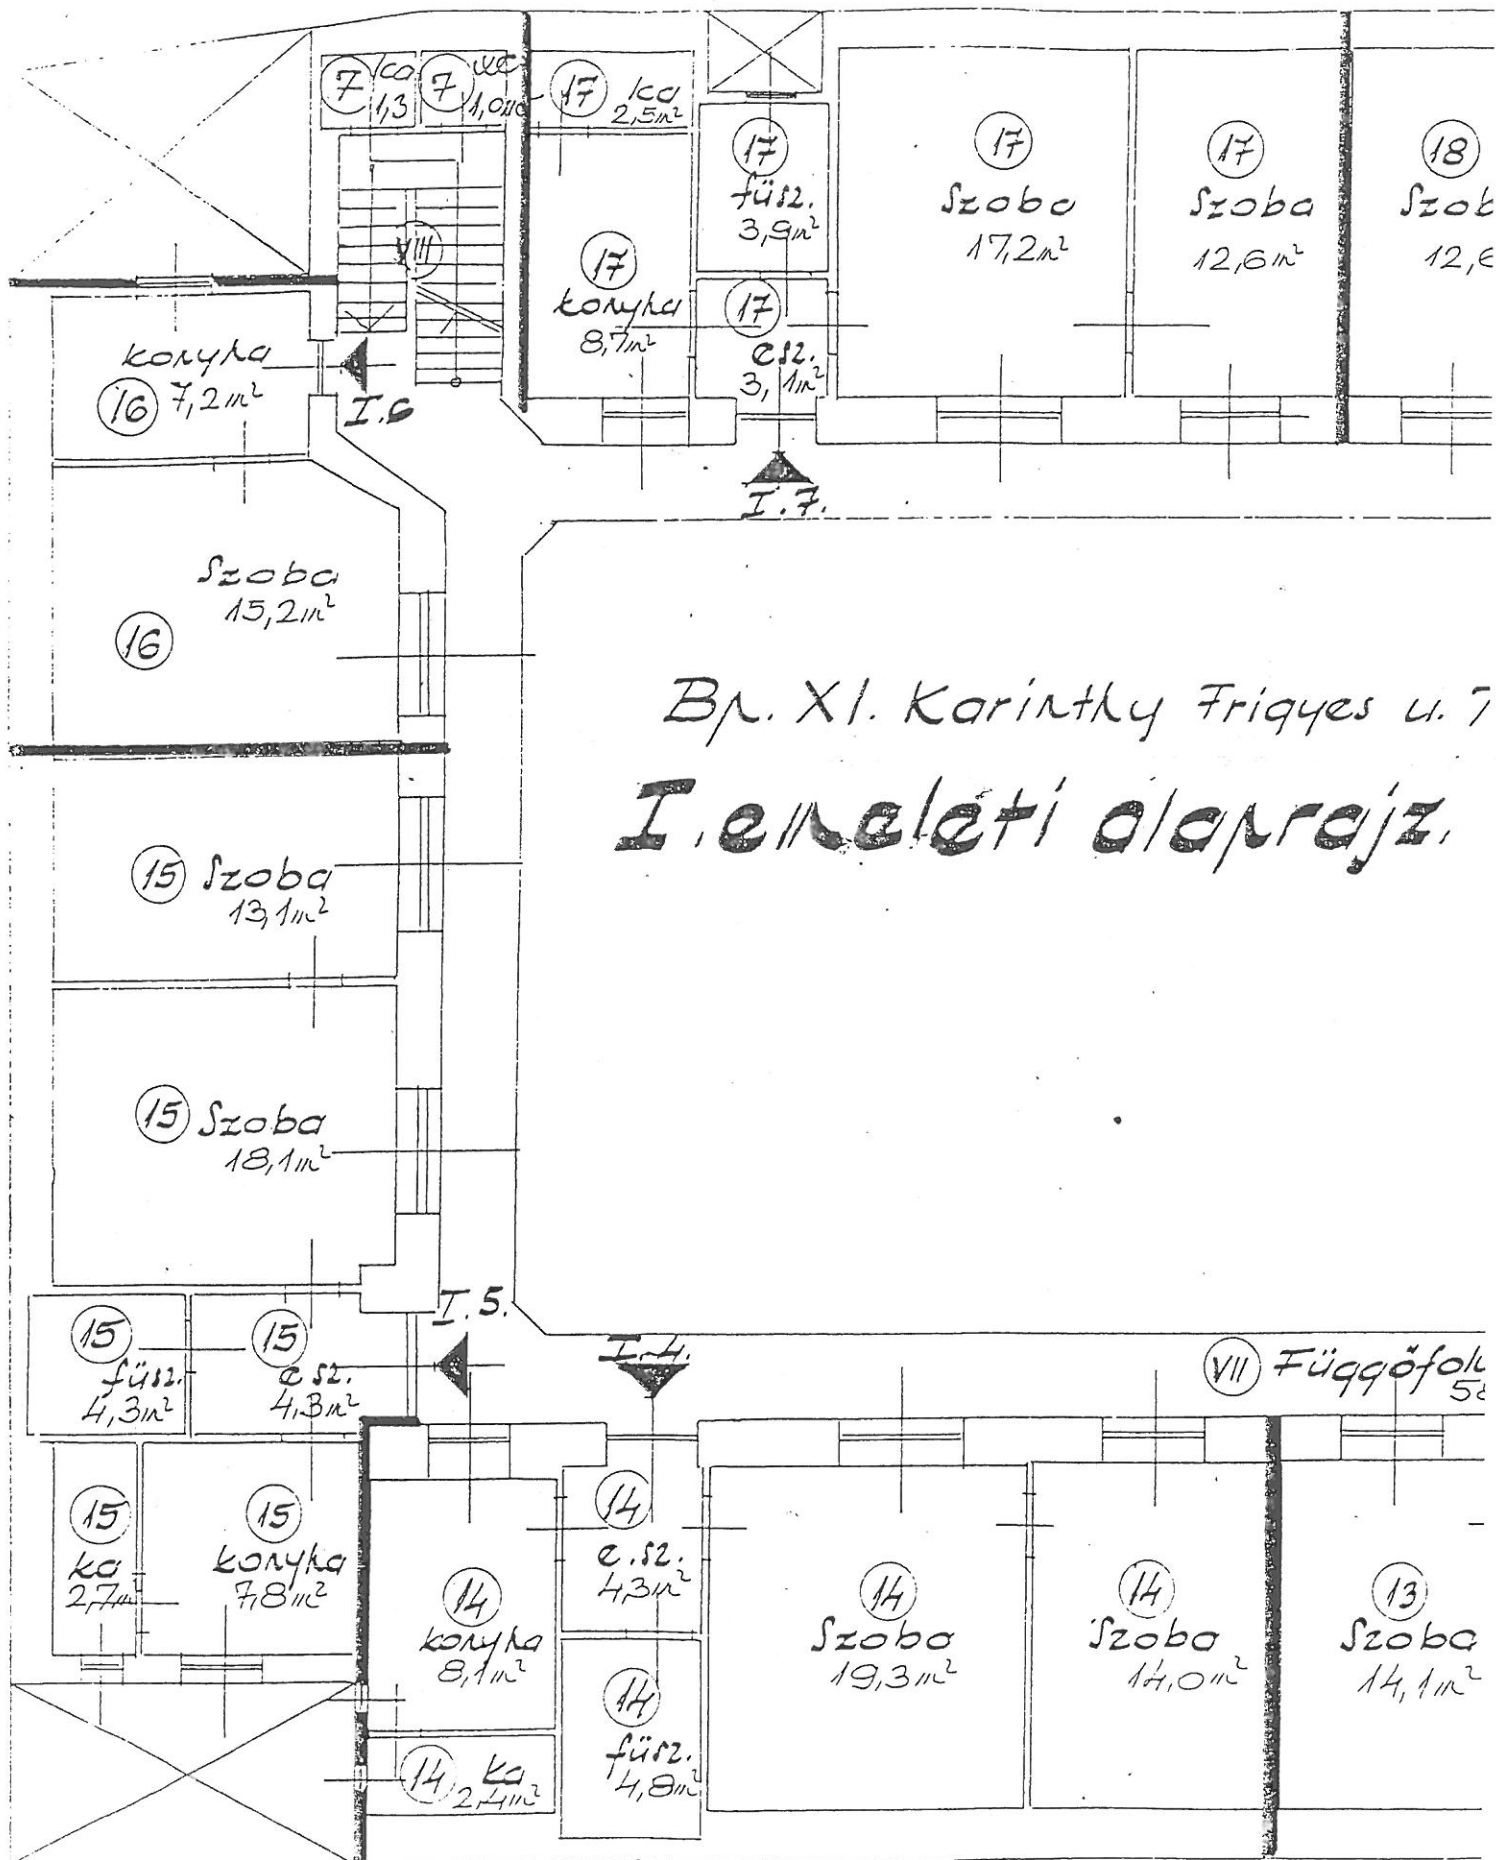 7 ka
1,3
7 wc
1,0m²
17 ka
2,5m²
17
füsz.
3,9m²
17
Szoba
17,2m²
17
Szoba
12,6m²
18
Szob
12,6
VIII
17
konyha
8,7m²
17
esz.
3,1m²
konyha
16 7,2m²
I.6
I.7.
Szoba
15,2m²
16
Bp. XI. Karinthy Frigyes u. 7
I. emeleti alaprajz.
15 Szoba
13,1m²
15 Szoba
18,1m²
I.5.
I.4.
15
füsz.
4,3m²
15
e sz.
4,3m²
VII Függőfol
15
ka
2,7m²
15
konyha
7,8m²
14
konyha
8,1m²
14
e.sz.
4,3m²
14
Szoba
19,3m²
14
Szoba
14,0m²
13
Szoba
14,1m²
14
füsz.
4,8m²
14 ka
2,4m²